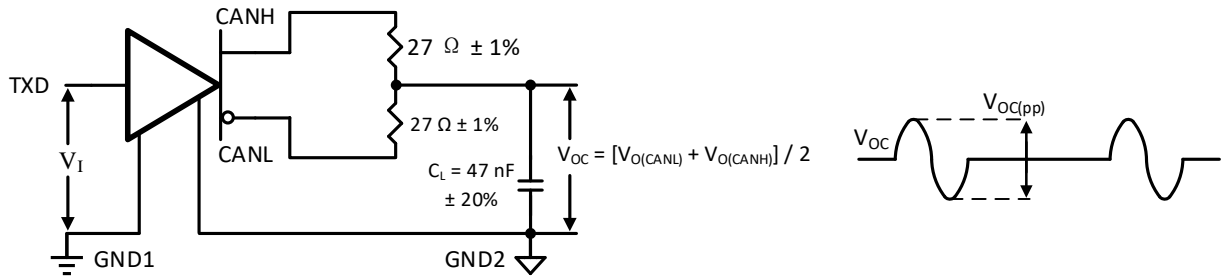 CANH
27 Ω ± 1%
TXD
27 Ω ± 1%
V_I
CANL
V_OC = [V_O(CANL) + V_O(CANH)] / 2
C_L = 47 nF
± 20%
GND1
GND2
V_OC(pp)
V_OC